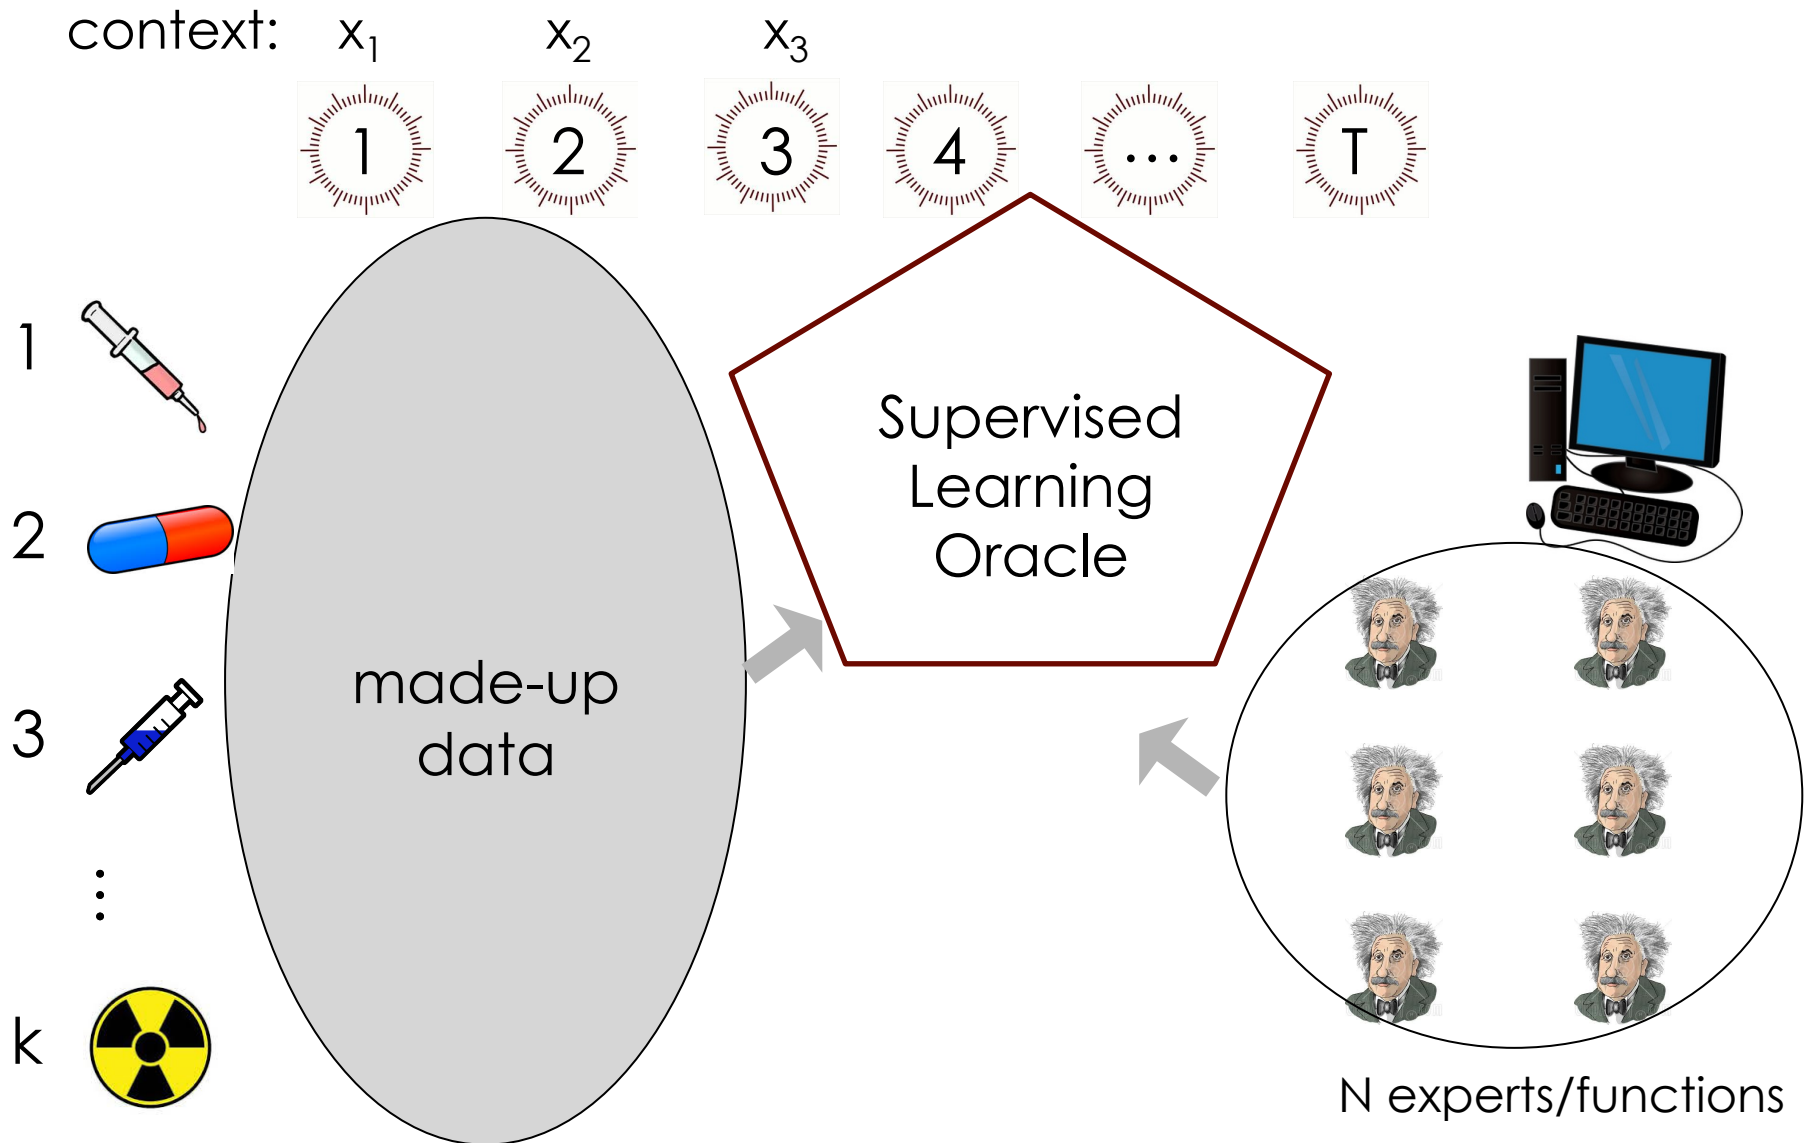 context: x₁ x₂ x₃
1 2 3 4 ... T
1
2
3
⋮
k
made-up
data
Supervised
Learning
Oracle
N experts/functions